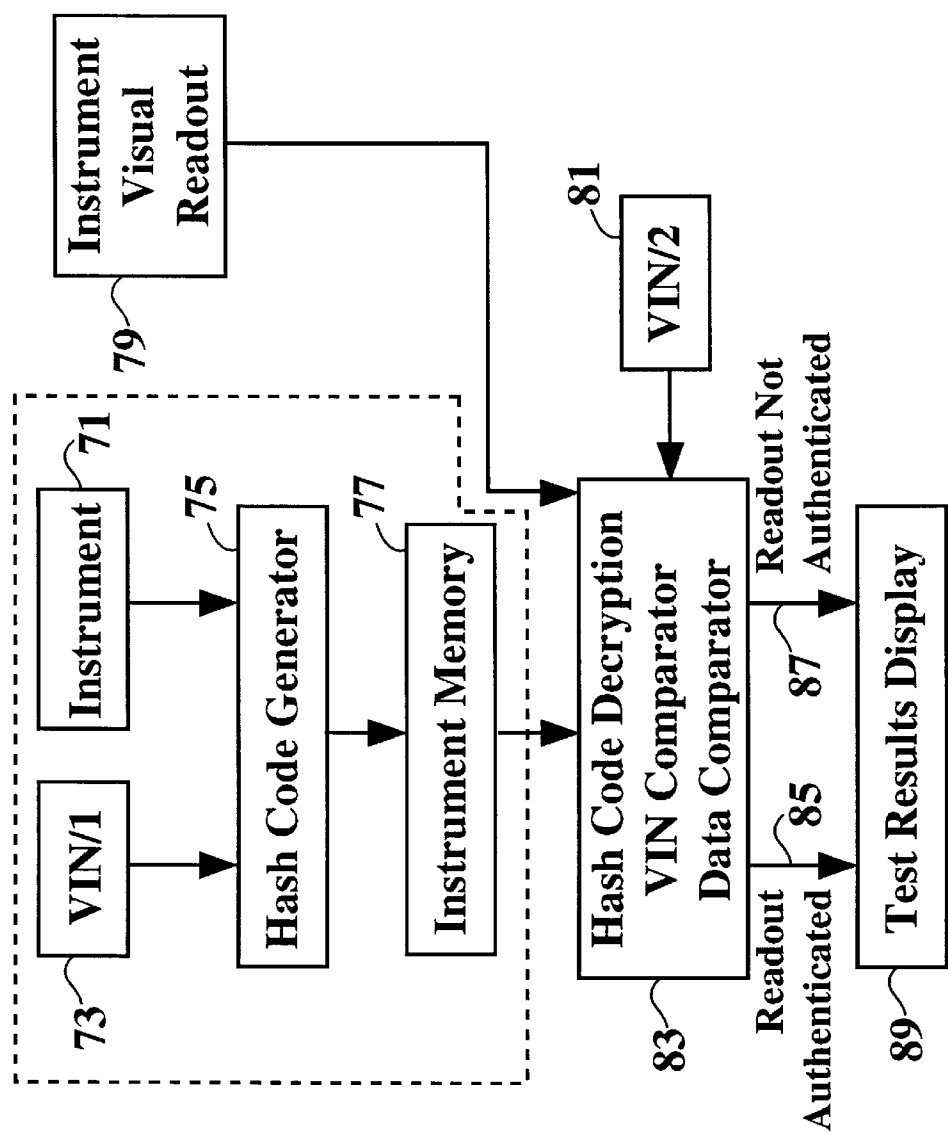 73
VIN/1
Instrument
71
79
Instrument
Visual
Readout
Hash Code Generator
75
Instrument Memory
77
83
Hash Code Decryption
VIN Comparator
Data Comparator
VIN/2
81
Readout
Authenticated
85
87
Readout Not
Authenticated
89
Test Results Display